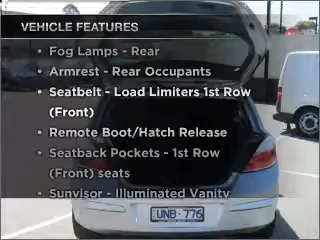 VEHICLE FEATURES
• Fog Lamps - Rear
• Armrest - Rear Occupants
• Seatbelt - Load Limiters 1st Row
(Front)
• Remote Boot/Hatch Release
• Seatback Pockets - 1st Row
(Front) seats
• Sunvisor - Illuminated Vanity
UNB·776